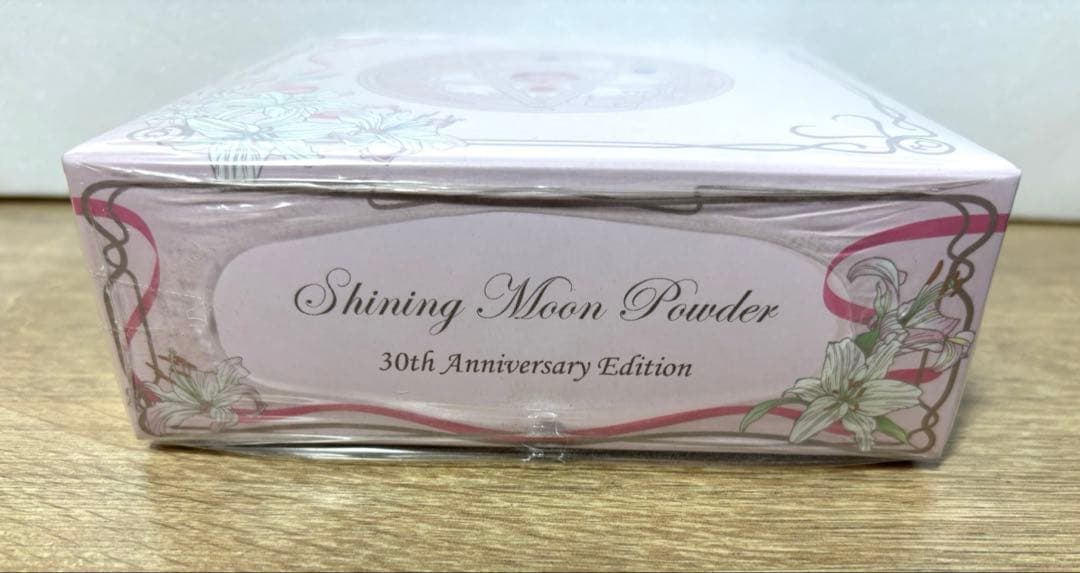 Shining Moon Powder
30th Anniversary Edition